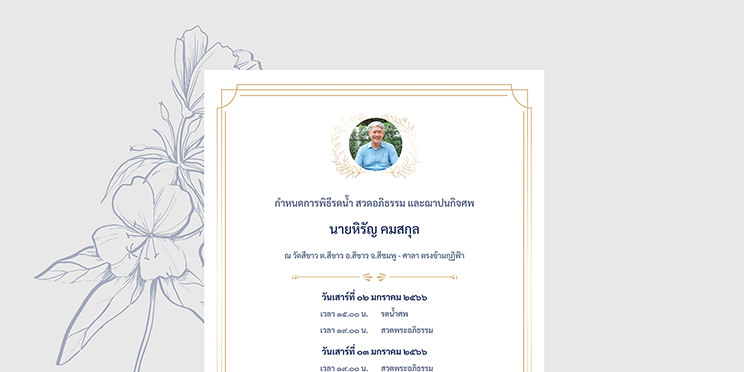 กำหนดการพิธีรดน้ำ สวดอภิธรรม และฌาปนกิจศพ
นายหิรัญ คมสกุล
ณ วัดสีขาว ต.สีขาว อ.สีขาว จ.สีชมพู - ศาลา ตรงข้ามกุฏิฟ้า
วันเสาร์ที่ ๐๒ มกราคม ๒๕๖๖
เวลา ๑๕.๐๐ น. รดน้ำศพ
เวลา ๑๙.๐๐ น. สวดพระอภิธรรม
วันเสาร์ที่ ๐๓ มกราคม ๒๕๖๖
เวลา ๑๙.๐๐ น. สวดพระอภิธรรม